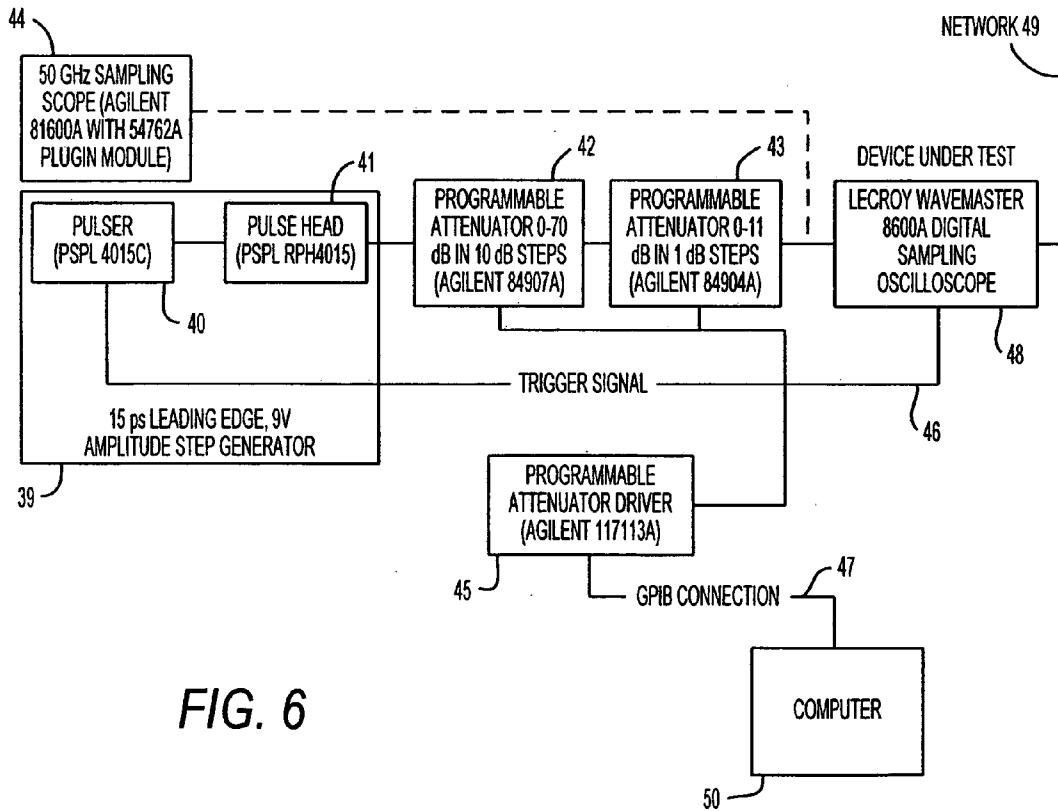 44
NETWORK 49
50 GHz SAMPLING
SCOPE (AGILENT
81600A WITH 54762A
PLUGIN MODULE)
41
42
43
DEVICE UNDER TEST
PULSER
(PSPL 4015C)
PULSE HEAD
(PSPL RPH4015)
PROGRAMMABLE
ATTENUATOR 0-70
dB IN 10 dB STEPS
(AGILENT 84907A)
PROGRAMMABLE
ATTENUATOR 0-11
dB IN 1 dB STEPS
(AGILENT 84904A)
LECROY WAVEMASTER
8600A DIGITAL
SAMPLING
OSCILLOSCOPE
40
48
TRIGGER SIGNAL
46
15 ps LEADING EDGE, 9V
AMPLITUDE STEP GENERATOR
39
PROGRAMMABLE
ATTENUATOR DRIVER
(AGILENT 117113A)
45
47
GPIB CONNECTION
COMPUTER
50
FIG. 6